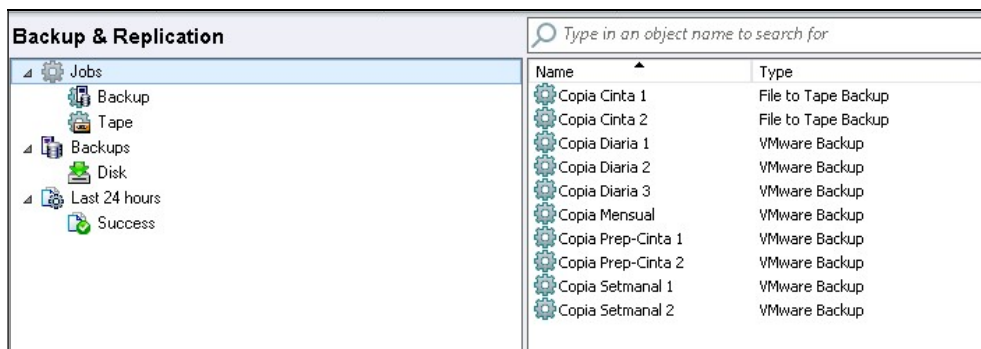 Backup & Replication
Jobs
Backup
Tape
Backups
Disk
Last 24 hours
Success
Type in an object name to search for
Name Type
Copia Cinta 1 File to Tape Backup
Copia Cinta 2 File to Tape Backup
Copia Diaria 1 VMware Backup
Copia Diaria 2 VMware Backup
Copia Diaria 3 VMware Backup
Copia Mensual VMware Backup
Copia Prep-Cinta 1 VMware Backup
Copia Prep-Cinta 2 VMware Backup
Copia Setmanal 1 VMware Backup
Copia Setmanal 2 VMware Backup